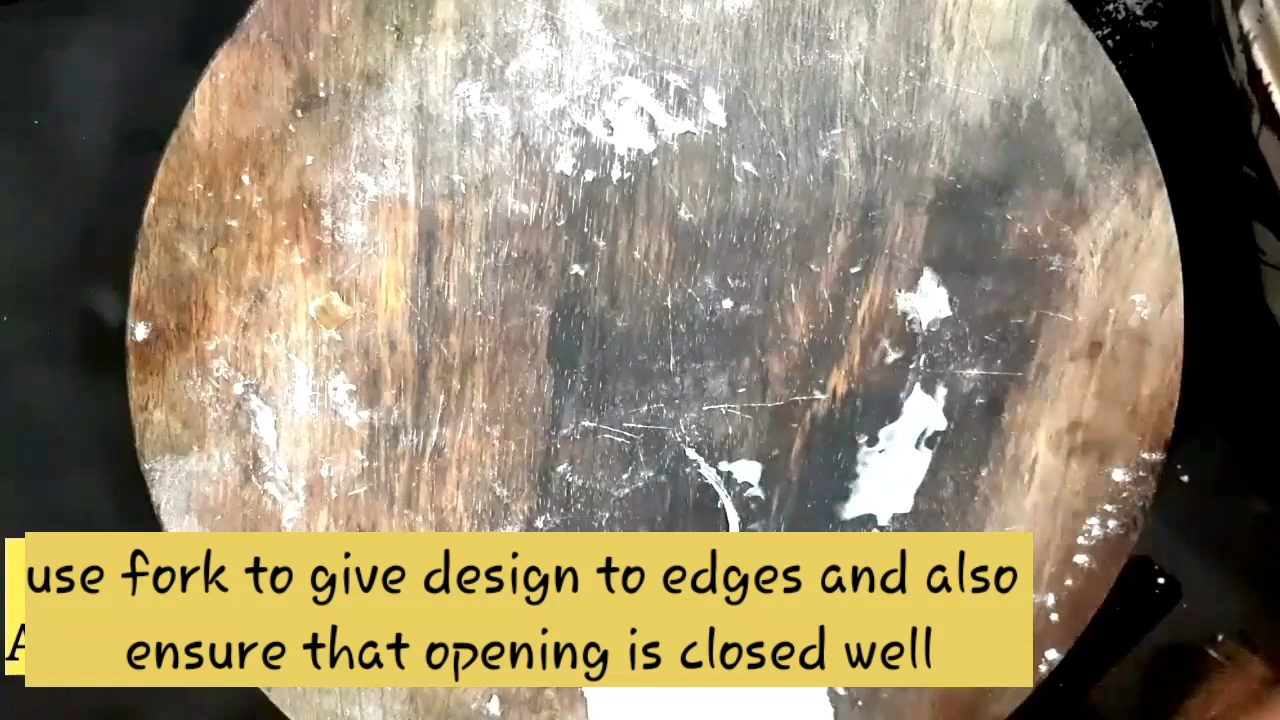 use fork to give design to edges and also
ensure that opening is closed well